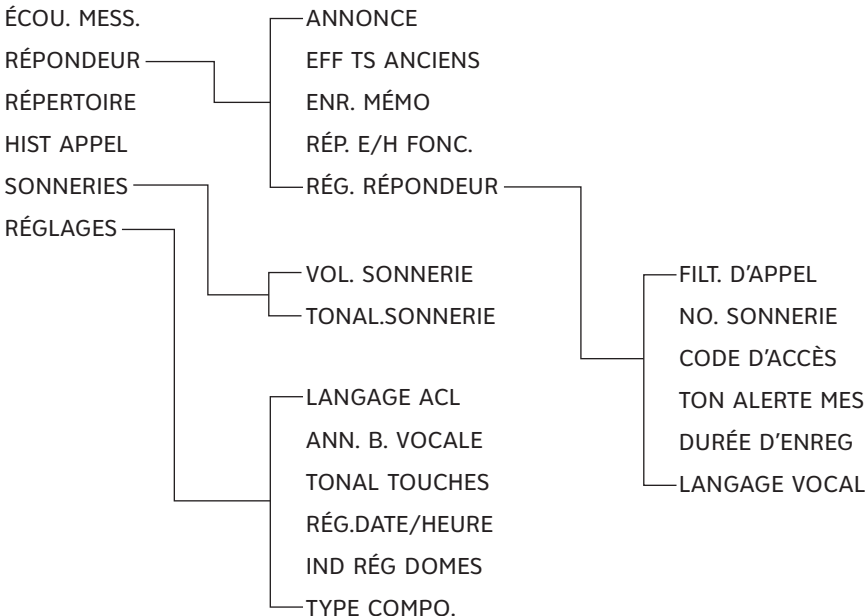 ÉCOU. MESS.
RÉPONDEUR
RÉPERTOIRE
HIST APPEL
SONNERIES
RÉGLAGES
ANNONCE
EFF TS ANCIENS
ENR. MÉMO
RÉP. E/H FONC.
RÉG. RÉPONDEUR
VOL. SONNERIE
TONAL.SONNERIE
LANGAGE ACL
ANN. B. VOCALE
TONAL TOUCHES
RÉG.DATE/HEURE
IND RÉG DOMES
TYPE COMPO.
FILT. D’APPEL
NO. SONNERIE
CODE D’ACCÈS
TON ALERTE MES
DURÉE D’ENREG
LANGAGE VOCAL